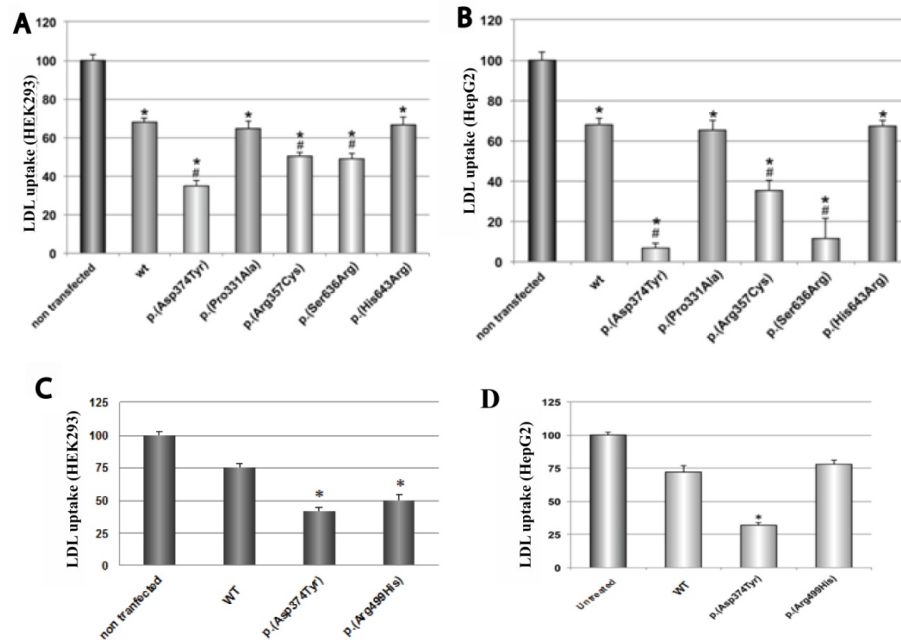 A
LDL uptake (HEK293)
120
100
80
60
40
20
0
*
*
#
*
*
#
*
#
*
non transfected
wt
p.(Asp374Tyr)
p.(Pro331Ala)
p.(Arg357Cys)
p.(Ser636Arg)
p.(His643Arg)
B
LDL uptake (HepG2)
120
100
80
60
40
20
0
*
*
#
*
*
#
*
#
*
non transfected
wt
p.(Asp374Tyr)
p.(Pro331Ala)
p.(Arg357Cys)
p.(Ser636Arg)
p.(His643Arg)
C
LDL uptake (HEK293)
125
100
75
50
25
0
*
*
non tranfected
WT
p.(Asp374Tyr)
p.(Arg499His)
D
LDL uptake (HepG2)
125
100
75
50
25
0
*
Untreated
WT
p.(Asp374Tyr)
p.(Arg499His)